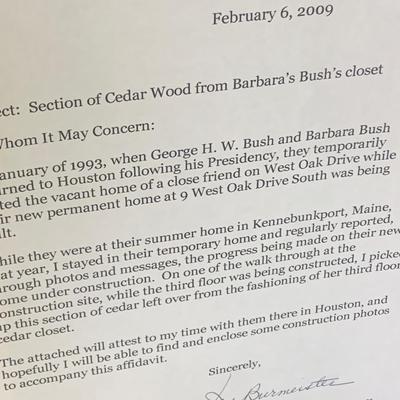 February 6, 2009
ect: Section of Cedar Wood from Barbara's Bush's closet
Whom It May Concern:
anuary of 1993, when George H. W. Bush and Barbara Bush
urned to Houston following his Presidency, they temporarily
ted the vacant home of a close friend on West Oak Drive while
eir new permanent home at 9 West Oak Drive South was being
ilt.
hile they were at their summer home in Kennebunkport, Maine,
at year, I stayed in their temporary home and regularly reported,
hrough photos and messages, the progress being made on their new
ome under construction. On one of the walk through at the
onstruction site, while the third floor was being constructed, I picked
up this section of cedar left over from the fashioning of her third floor
cedar closet.
The attached will attest to my time with them there in Houston, and
hopefully I will be able to find and enclose some construction photos
to accompany this affidavit.
Sincerely,
Burmeister